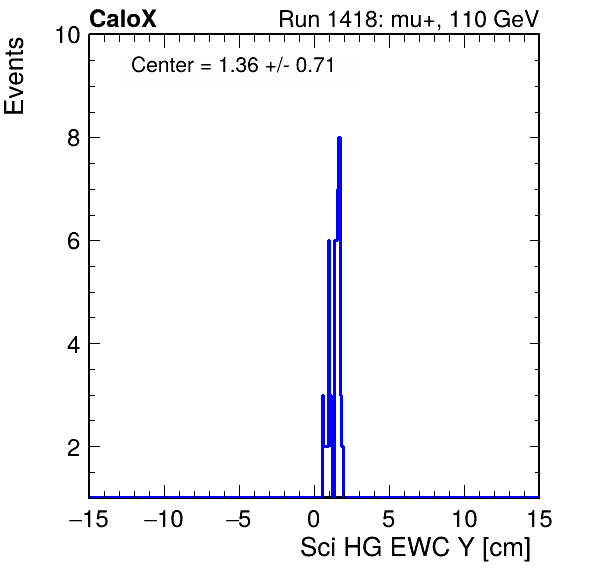 CaloX Run 1418: mu+, 110 GeV
Center = 1.36 +/- 0.71
Events
10
8
6
4
2
−15 −10 −5 0 5 10 15
Sci HG EWC Y [cm]